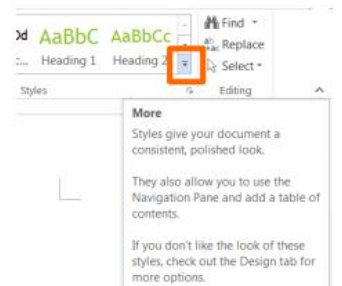 AaBbC AaBbCc
Heading 1 Heading 2
Styles
Find
Replace
Select
Editing
More
Styles give your document a
consistent, polished look.
They also allow you to use the
Navigation Pane and add a table of
contents.
If you don't like the look of these
styles, check out the Design tab for
more options.